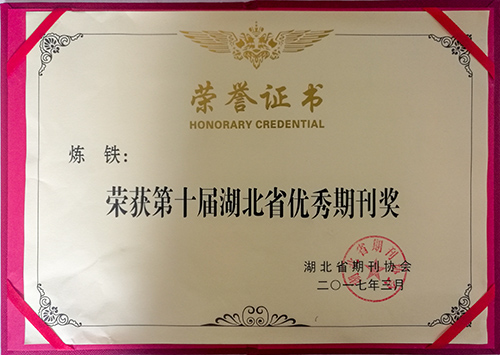 荣誉证书
HONORARY CREDENTIAL
炼 铁：
荣获第十届湖北省优秀期刊奖
湖北省期刊协会
二〇一七年三月